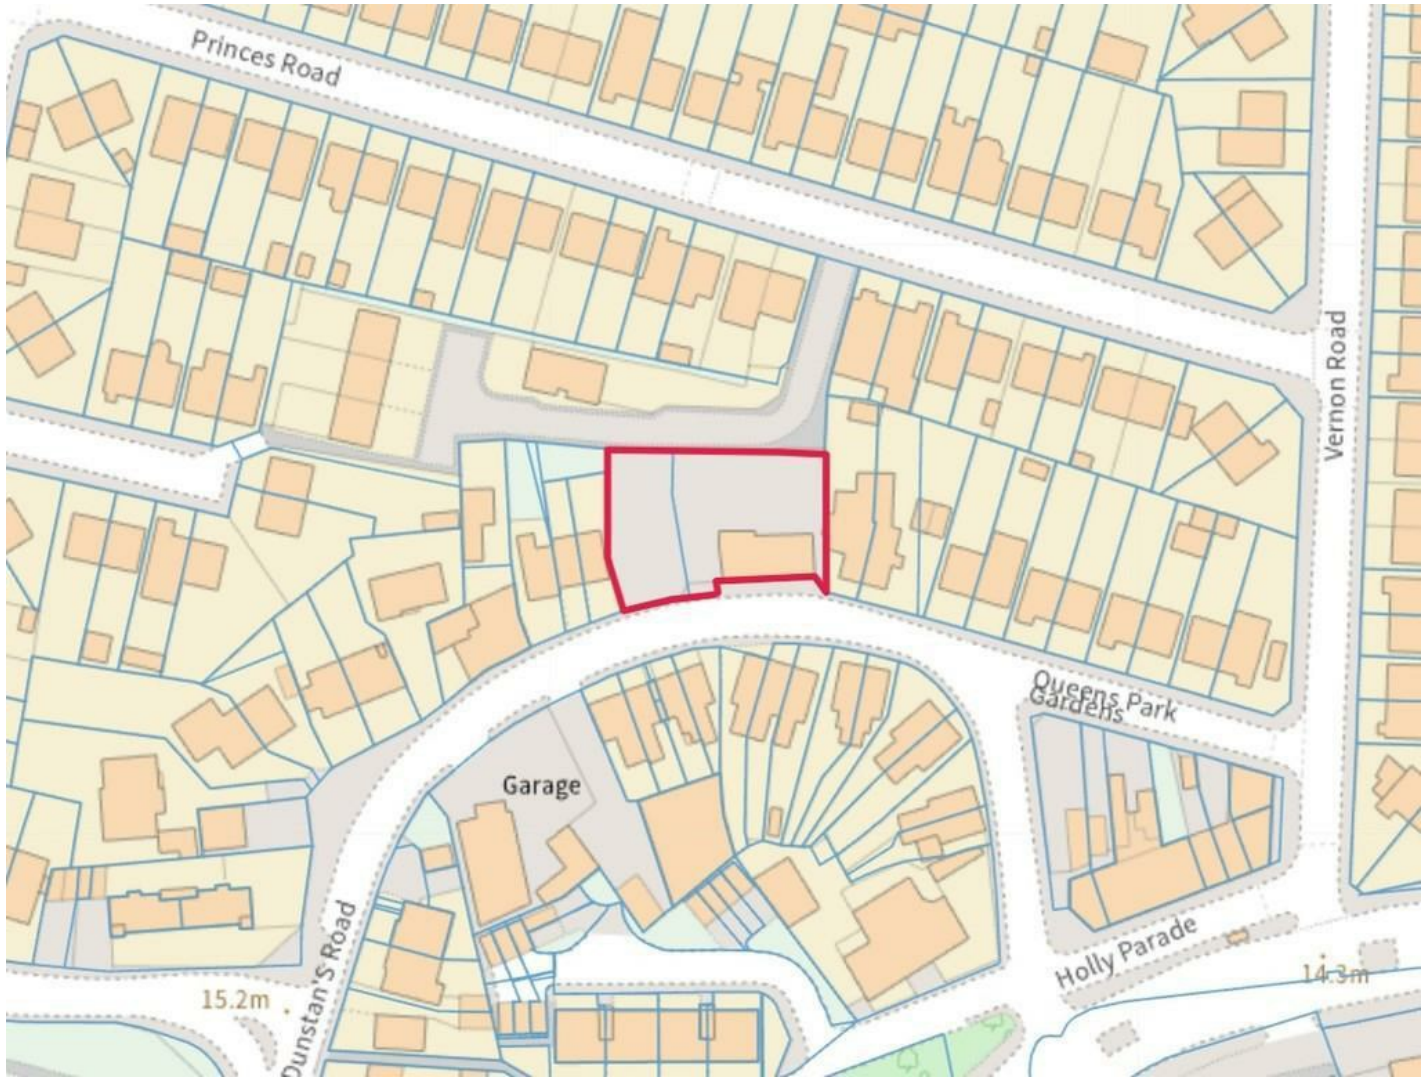 Princes Road
Vernon Road
Queens Park
Gardens
Garage
Dunstan'S Road
Holly Parade
15.2m
14.3m